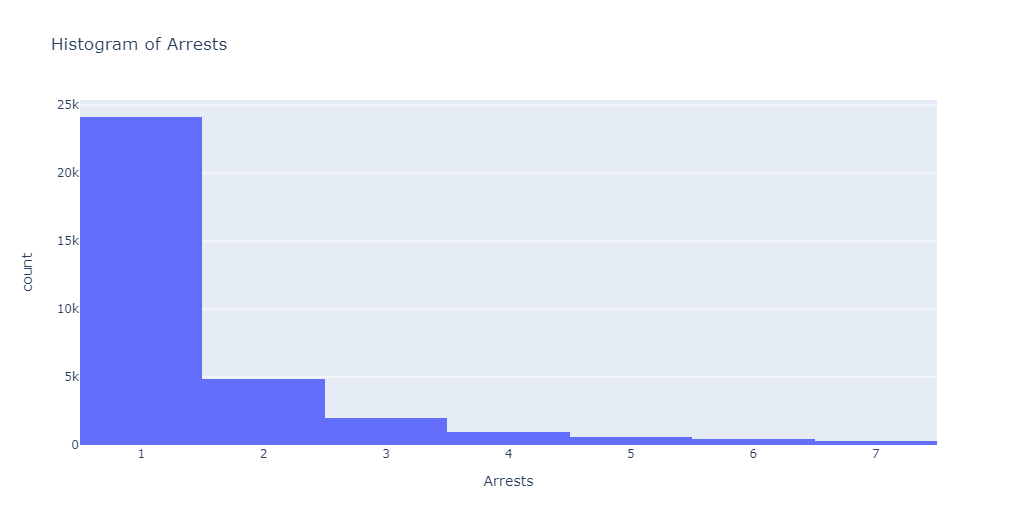 Histogram of Arrests
25k
20k
15k
10k
5k
0
count
1 2 3 4 5 6 7
Arrests